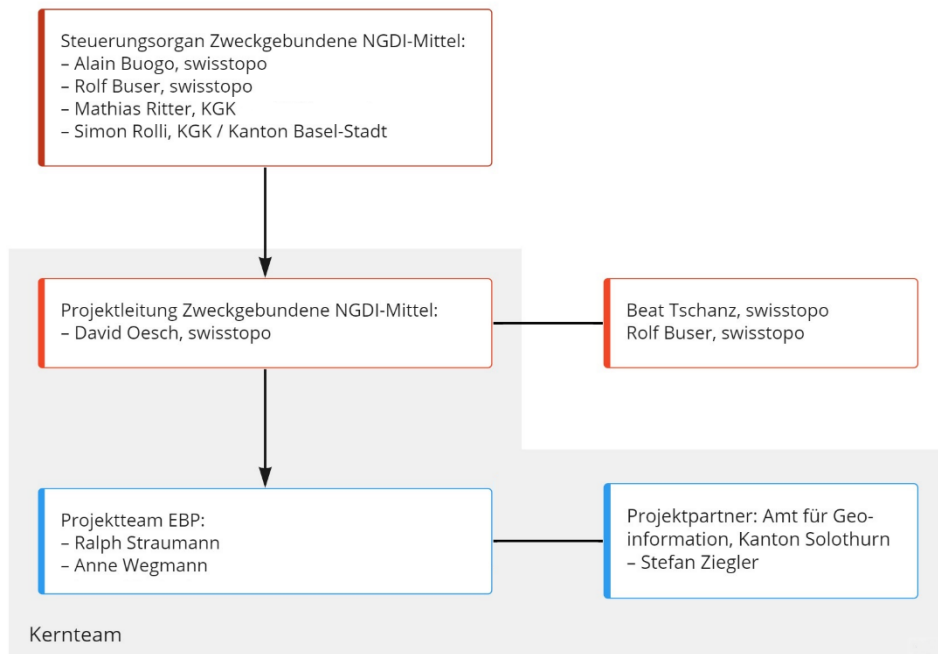 Steuerungsorgan Zweckgebundene NGDI-Mittel:
– Alain Buogo, swisstopo
– Rolf Buser, swisstopo
– Mathias Ritter, KGK
– Simon Rolli, KGK / Kanton Basel-Stadt
Projektleitung Zweckgebundene NGDI-Mittel:
– David Oesch, swisstopo
Beat Tschanz, swisstopo
Rolf Buser, swisstopo
Projektteam EBP:
– Ralph Straumann
– Anne Wegmann
Projektpartner: Amt für Geo-
information, Kanton Solothurn
– Stefan Ziegler
Kernteam